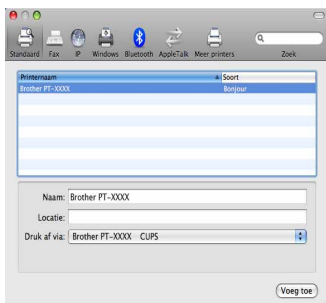 Standaard Fax IP Windows Bluetooth AppleTalk Meer printers Zoek
Printernaam Soort
Brother PT-XXXX Bonjour
Naam: Brother PT-XXXX
Locatie:
Druk af via: Brother PT-XXXX CUPS
Voeg toe